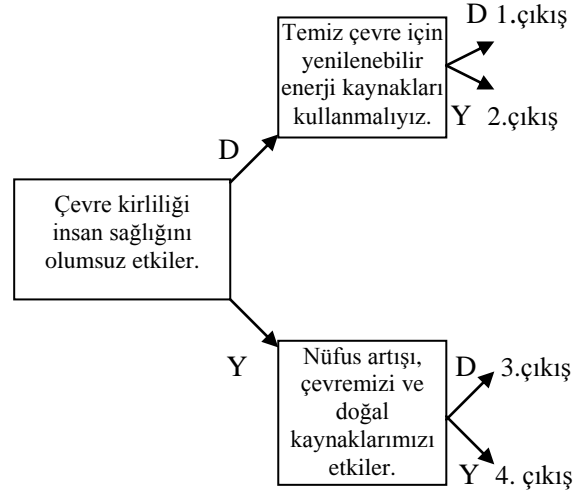 Temiz çevre için
yenilenebilir
enerji kaynakları
kullanmalıyız.
D 1.çıkış
Y 2.çıkış
D
Çevre kirliliği
insan sağlığını
olumsuz etkiler.
Y
Nüfus artışı,
çevremizi ve
doğal
kaynaklarımızı
etkiler.
D 3.çıkış
Y 4. çıkış